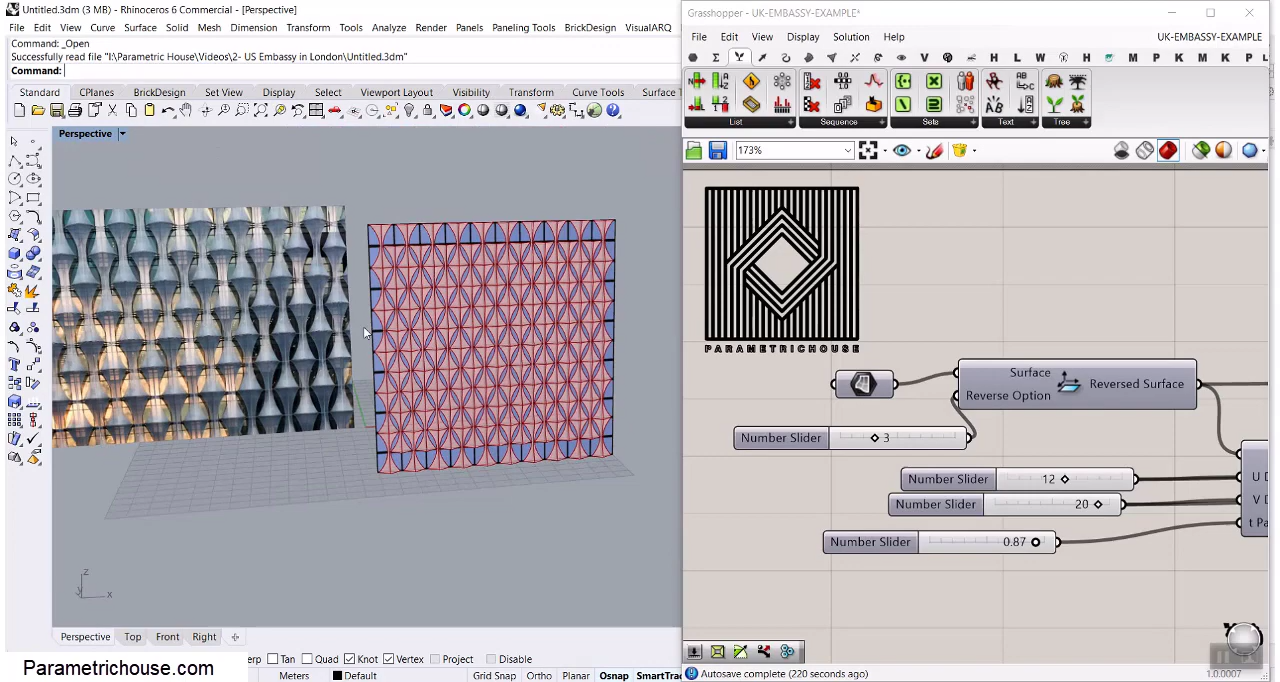 Untitled.3dm (3 MB) - Rhinoceros 6 Commercial - [Perspective]
File Edit View Curve Surface Solid Mesh Dimension Transform Tools Analyze Render Panels Paneling Tools BrickDesign VisualARQ
Command: _Open
Successfully read file "I:\Parametric House\Videos\2- US Embassy in London\Untitled.3dm"
Command:
Standard CPlanes BrickDesign Set View Display Select Viewport Layout Visibility Transform Curve Tools Surface T
Perspective
z
y x
Perspective Top Front Right
erp Tan Quad Knot Vertex Project Disable
Meters Default Grid Snap Ortho Planar Osnap SmartTrac
Parametrichouse.com
Grasshopper - UK-EMBASSY-EXAMPLE*
File Edit View Display Solution Help UK-EMBASSY-EXAMPLE
V H L W M P K M K P L
List Sequence Sets Text Tree
173%
PARAMETRICHOUSE
Surface
Reverse Option
Reversed Surface
Number Slider 3
Number Slider 12
Number Slider 20
Number Slider 0.87
U D
V D
t Pa
Autosave complete (220 seconds ago)
1.0.0007